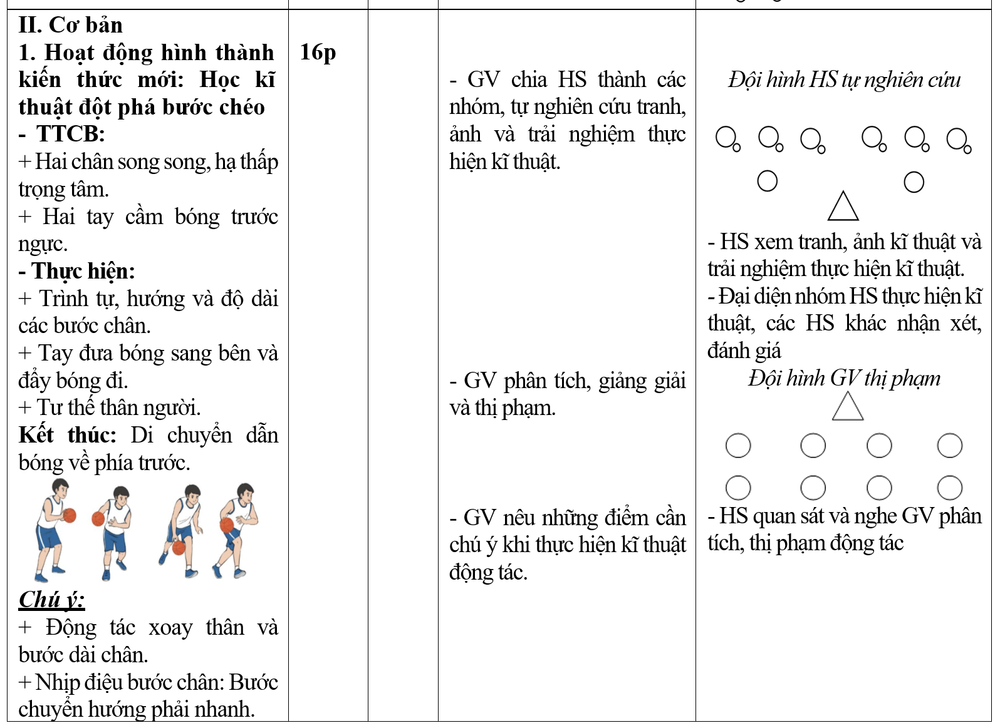 II. Cơ bản
1. Hoạt động hình thành
kiến thức mới: Học kĩ
thuật đột phá bước chéo
- TTCB:
+ Hai chân song song, hạ thấp
trọng tâm.
+ Hai tay cầm bóng trước
ngực.
- Thực hiện:
+ Trình tự, hướng và độ dài
các bước chân.
+ Tay đưa bóng sang bên và
đẩy bóng đi.
+ Tư thế thân người.
Kết thúc: Di chuyển dẫn
bóng về phía trước.
Chú ý:
+ Động tác xoay thân và
bước dài chân.
+ Nhịp điệu bước chân: Bước
chuyển hướng phải nhanh.
16p
- GV chia HS thành các
nhóm, tự nghiên cứu tranh,
ảnh và trải nghiệm thực
hiện kĩ thuật.
- GV phân tích, giảng giải
và thị phạm.
- GV nêu những điểm cần
chú ý khi thực hiện kĩ thuật
động tác.
Đội hình HS tự nghiên cứu
- HS xem tranh, ảnh kĩ thuật và
trải nghiệm thực hiện kĩ thuật.
- Đại diện nhóm HS thực hiện kĩ
thuật, các HS khác nhận xét,
đánh giá
Đội hình GV thị phạm
- HS quan sát và nghe GV phân
tích, thị phạm động tác